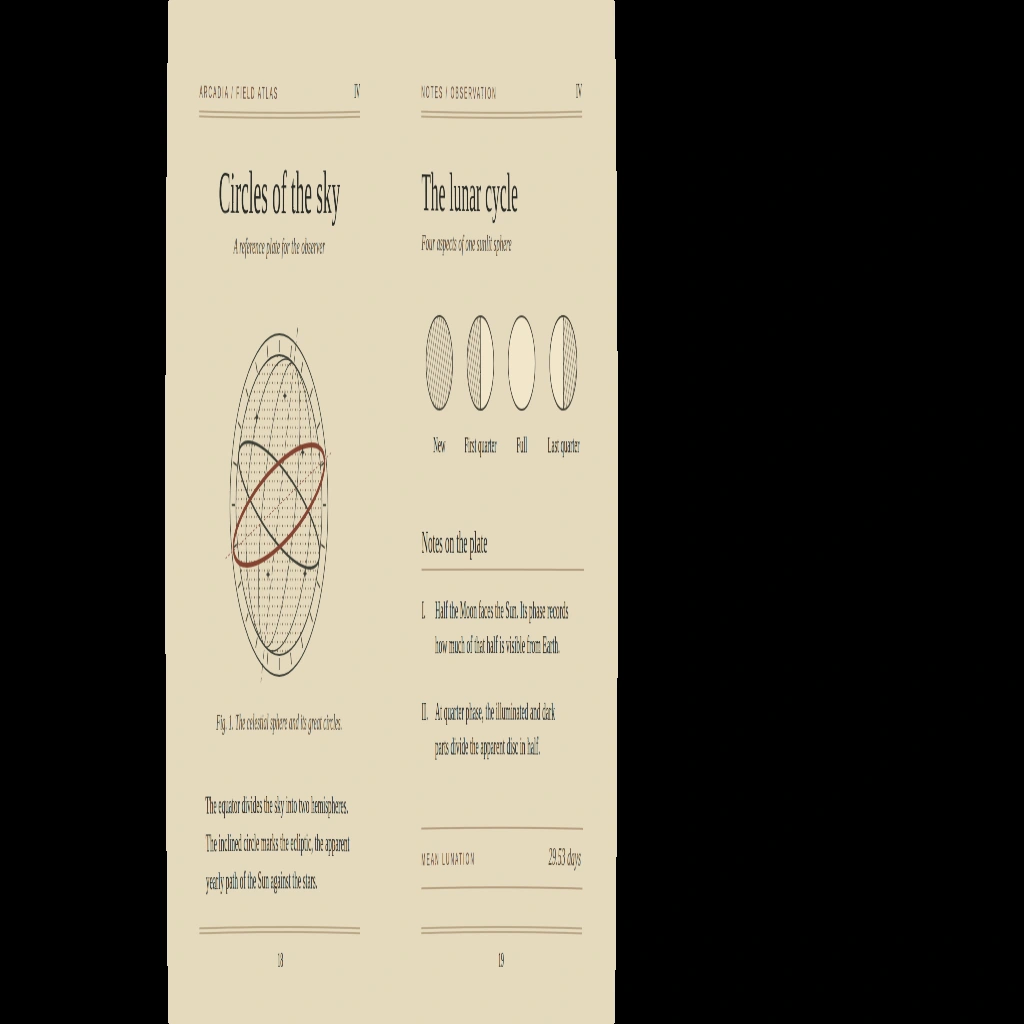 ARCADIA / FIELD ATLAS IV
Circles of the sky
A reference plate for the observer
Fig. 1. The celestial sphere and its great circles.
The equator divides the sky into two hemispheres.
The inclined circle marks the ecliptic, the apparent
yearly path of the Sun against the stars.
18
NOTES / OBSERVATION IV
The lunar cycle
Four aspects of one sunlit sphere
New First quarter Full Last quarter
Notes on the plate
I. Half the Moon faces the Sun. Its phase records
how much of that half is visible from Earth.
II. At quarter phase, the illuminated and dark
parts divide the apparent disc in half.
MEAN LUNATION 29.53 days
19